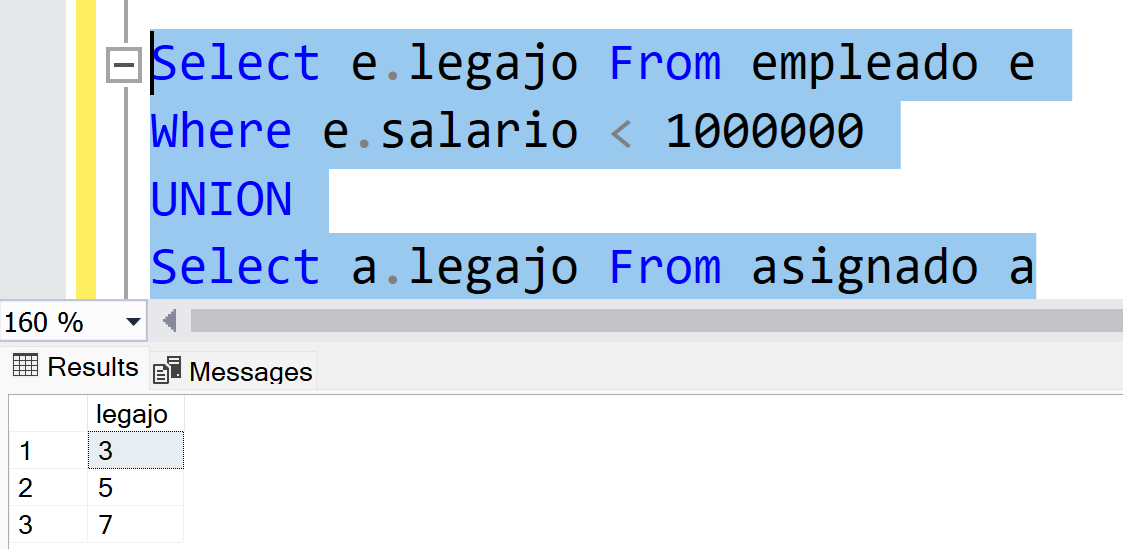 Select e.legajo From empleado e
Where e.salario < 1000000
UNION
Select a.legajo From asignado a
160 %
Results Messages
legajo
1 3
2 5
3 7